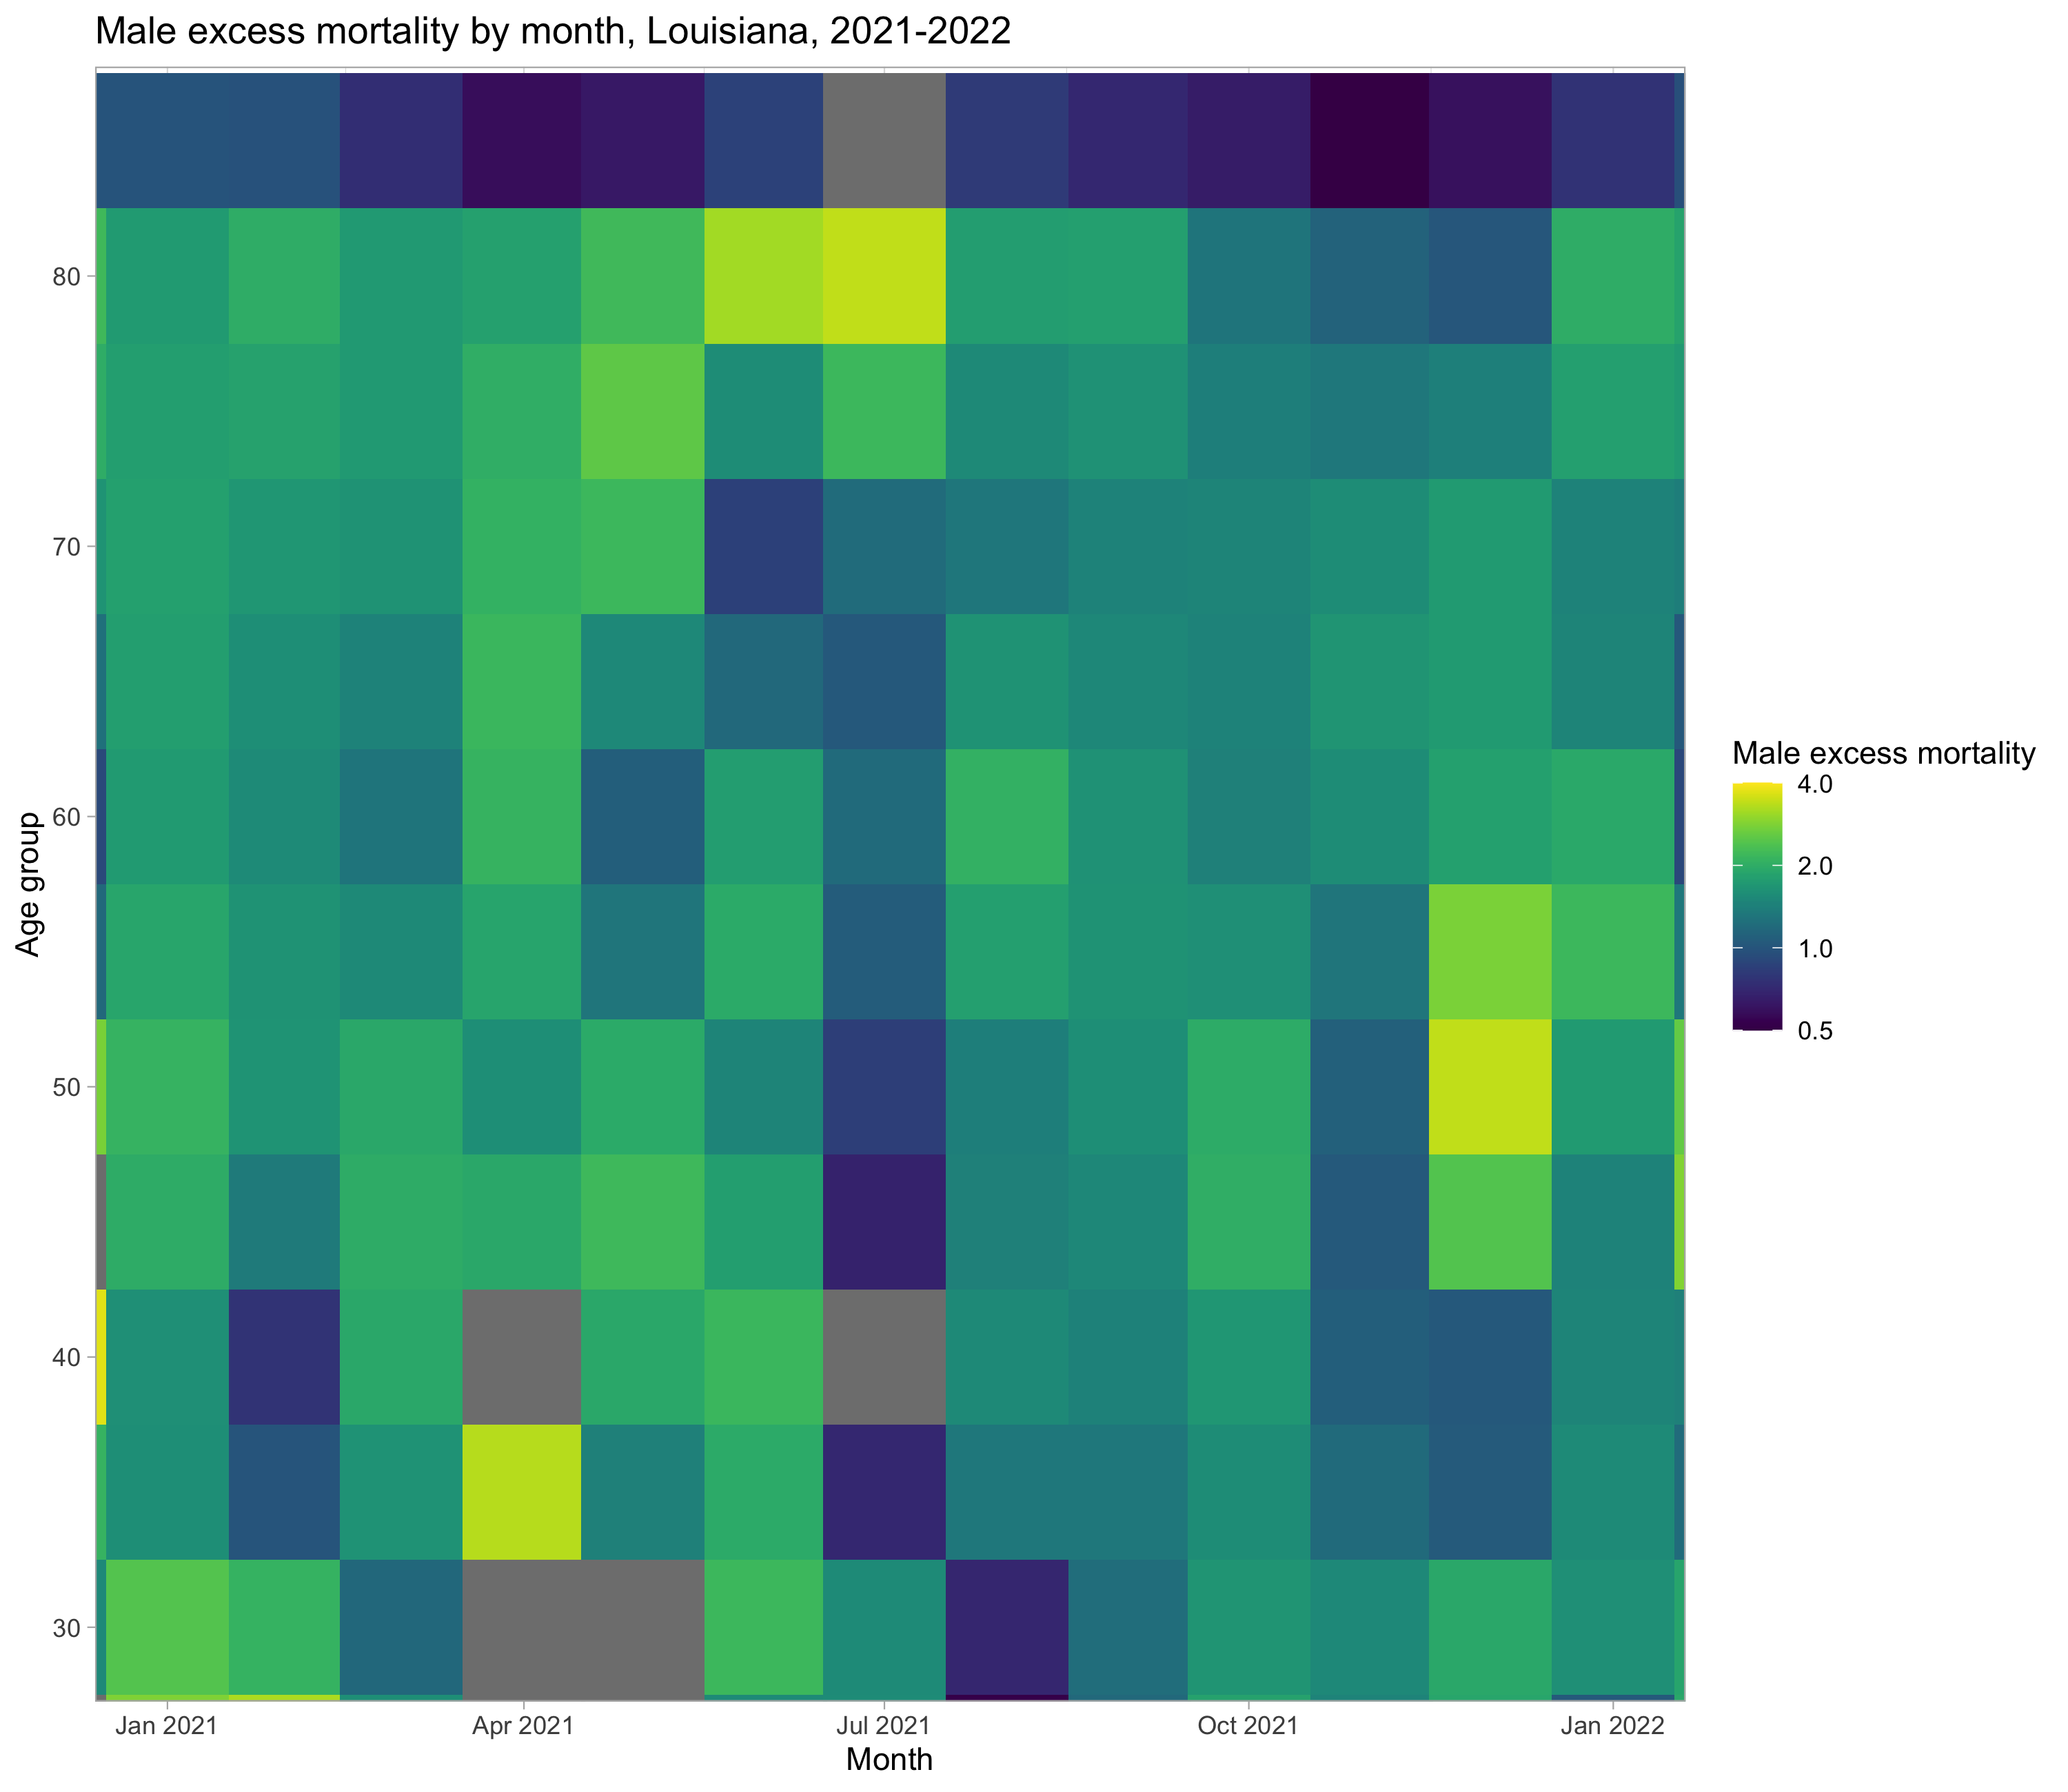 Male excess mortality by month, Louisiana, 2021-2022
Age group
80
70
60
50
40
30
Jan 2021 Apr 2021 Jul 2021 Oct 2021 Jan 2022
Month
Male excess mortality
4.0
2.0
1.0
0.5